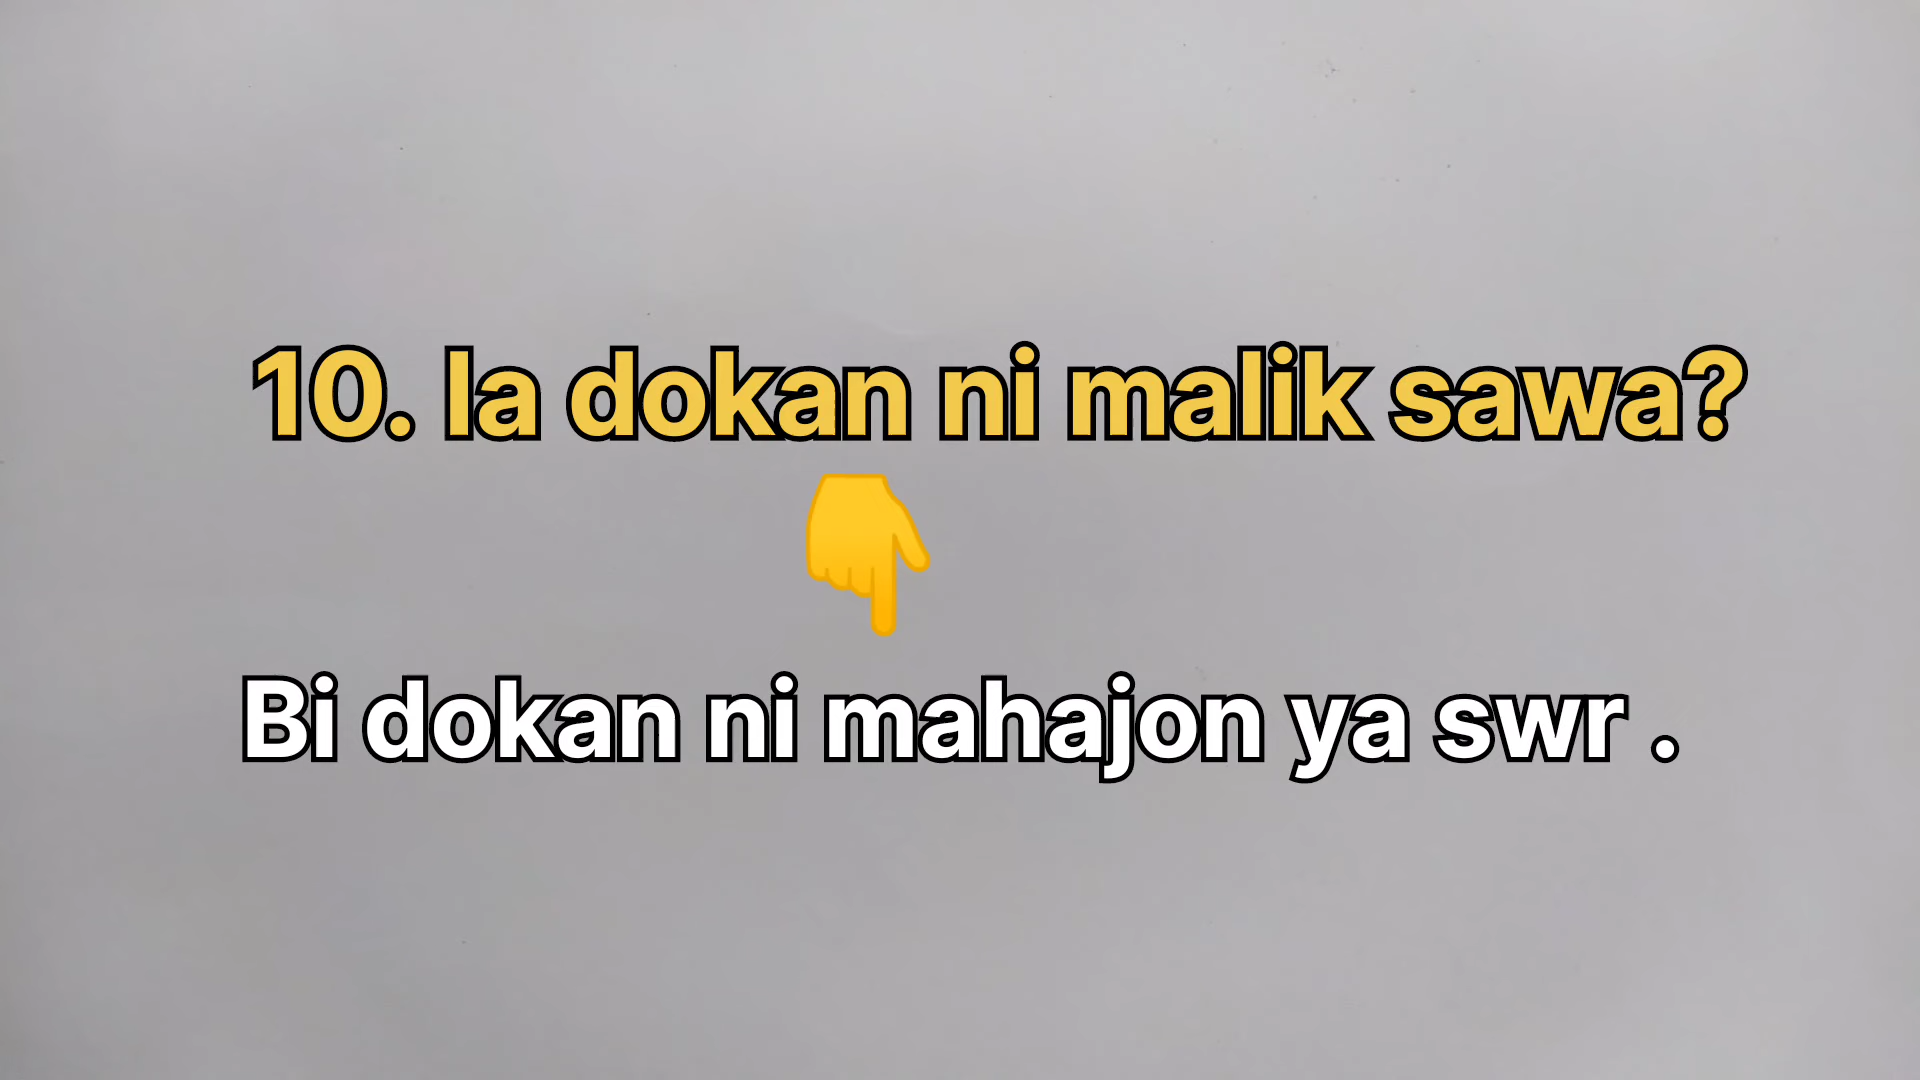 10. Ia dokan ni malik sawa?
Bi dokan ni mahajon ya swr .